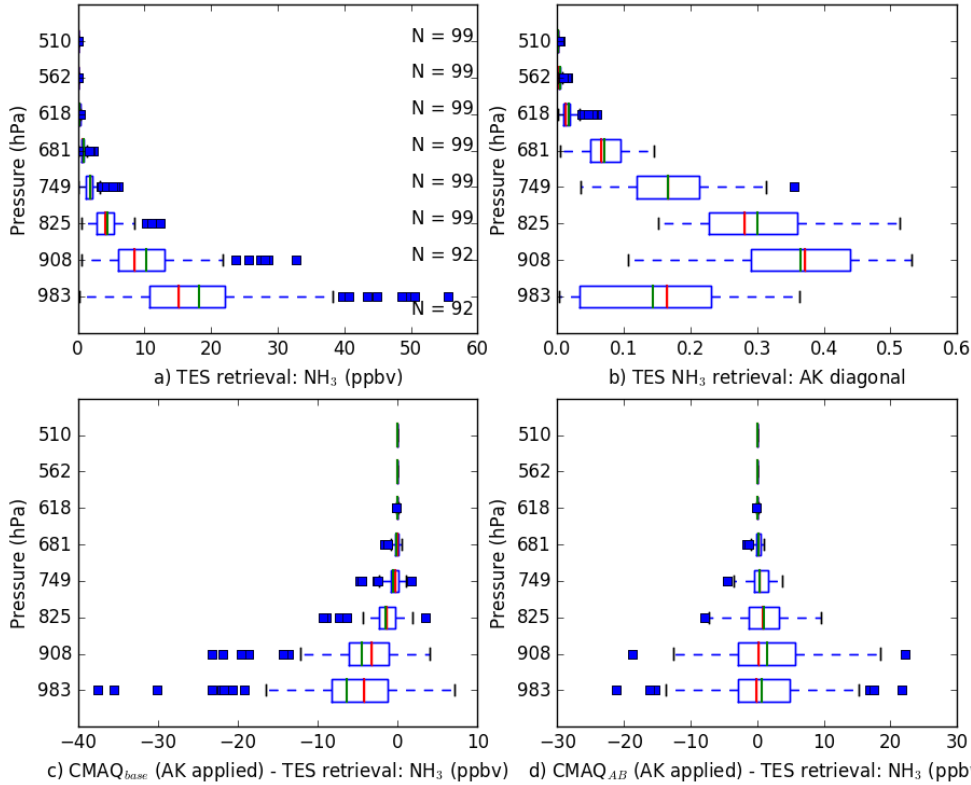 Pressure (hPa)
510
562
618
681
749
825
908
983
N = 99
N = 99
N = 99
N = 99
N = 99
N = 99
N = 92
N = 92
0 10 20 30 40 50 60
a) TES retrieval: NH₃ (ppbv)
Pressure (hPa)
510
562
618
681
749
825
908
983
0.0 0.1 0.2 0.3 0.4 0.5 0.6
b) TES NH₃ retrieval: AK diagonal
Pressure (hPa)
510
562
618
681
749
825
908
983
−40 −30 −20 −10 0 10
c) CMAQbase (AK applied) - TES retrieval: NH₃ (ppbv)
Pressure (hPa)
510
562
618
681
749
825
908
983
−30 −20 −10 0 10 20 30
d) CMAQAB (AK applied) - TES retrieval: NH₃ (ppb